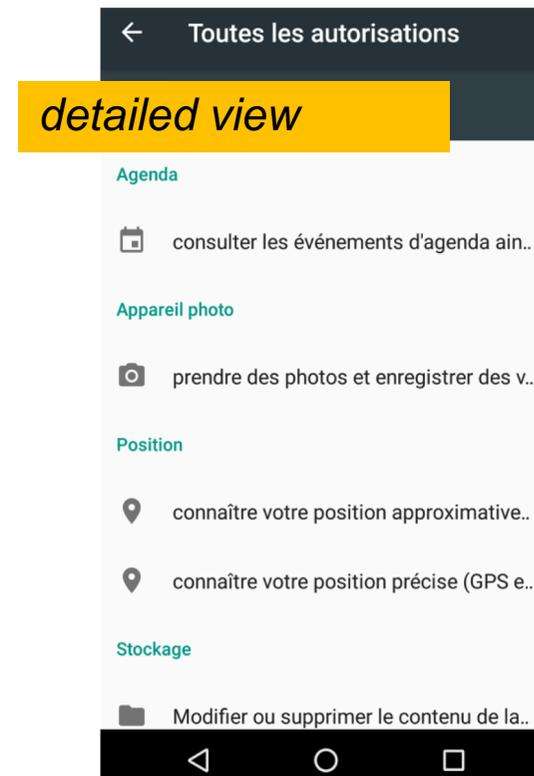 Toutes les autorisations
detailed view
Agenda
consulter les événements d'agenda ain..
Appareil photo
prendre des photos et enregistrer des v..
Position
connaître votre position approximative..
connaître votre position précise (GPS e..
Stockage
Modifier ou supprimer le contenu de la..